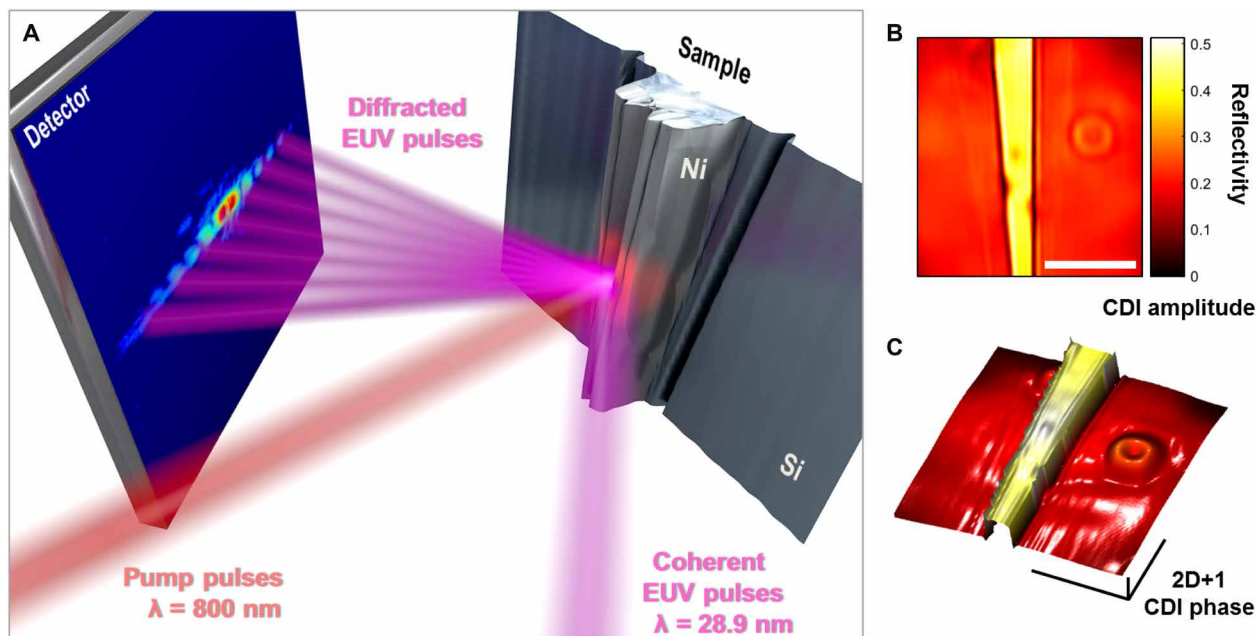 A
Detector
Diffracted
EUV pulses
Sample
Ni
Si
Pump pulses
λ = 800 nm
Coherent
EUV pulses
λ = 28.9 nm
B
0.5
0.4
0.3
0.2
0.1
0
Reflectivity
CDI amplitude
C
2D+1
CDI phase